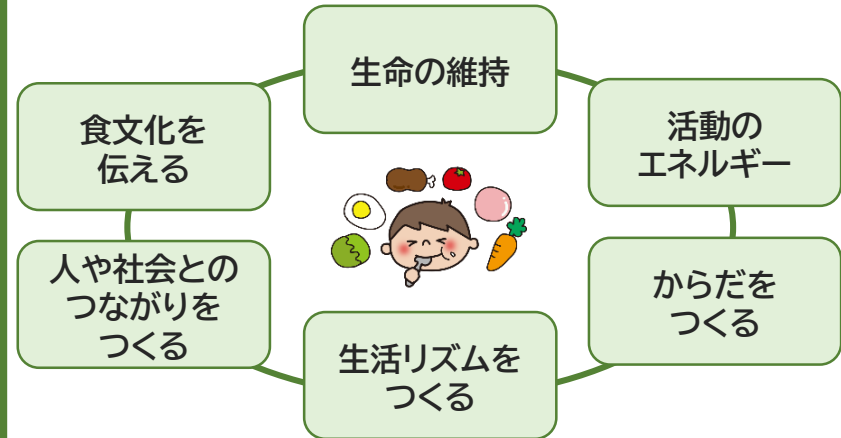 生命の維持
活動の
エネルギー
からだを
つくる
生活リズムを
つくる
人や社会との
つながりを
つくる
食文化を
伝える